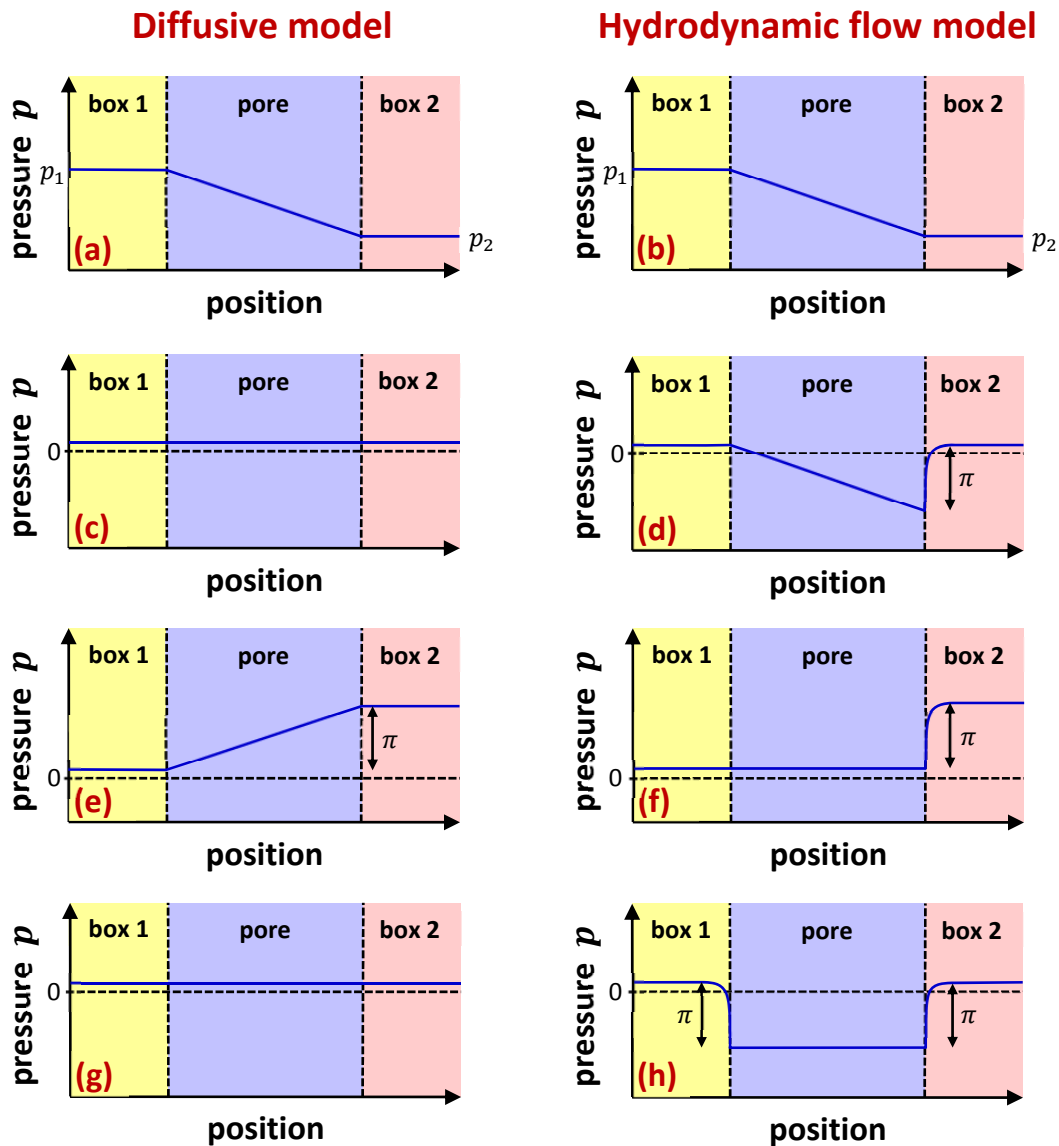 Diffusive model Hydrodynamic flow model
pressure p
box 1 pore box 2
p₁
p₂
(a)
position
pressure p
box 1 pore box 2
p₁
p₂
(b)
position
pressure p
box 1 pore box 2
0
(c)
position
pressure p
box 1 pore box 2
0
π
(d)
position
pressure p
box 1 pore box 2
π
0
(e)
position
pressure p
box 1 pore box 2
π
0
(f)
position
pressure p
box 1 pore box 2
0
(g)
position
pressure p
box 1 pore box 2
0
π π
(h)
position